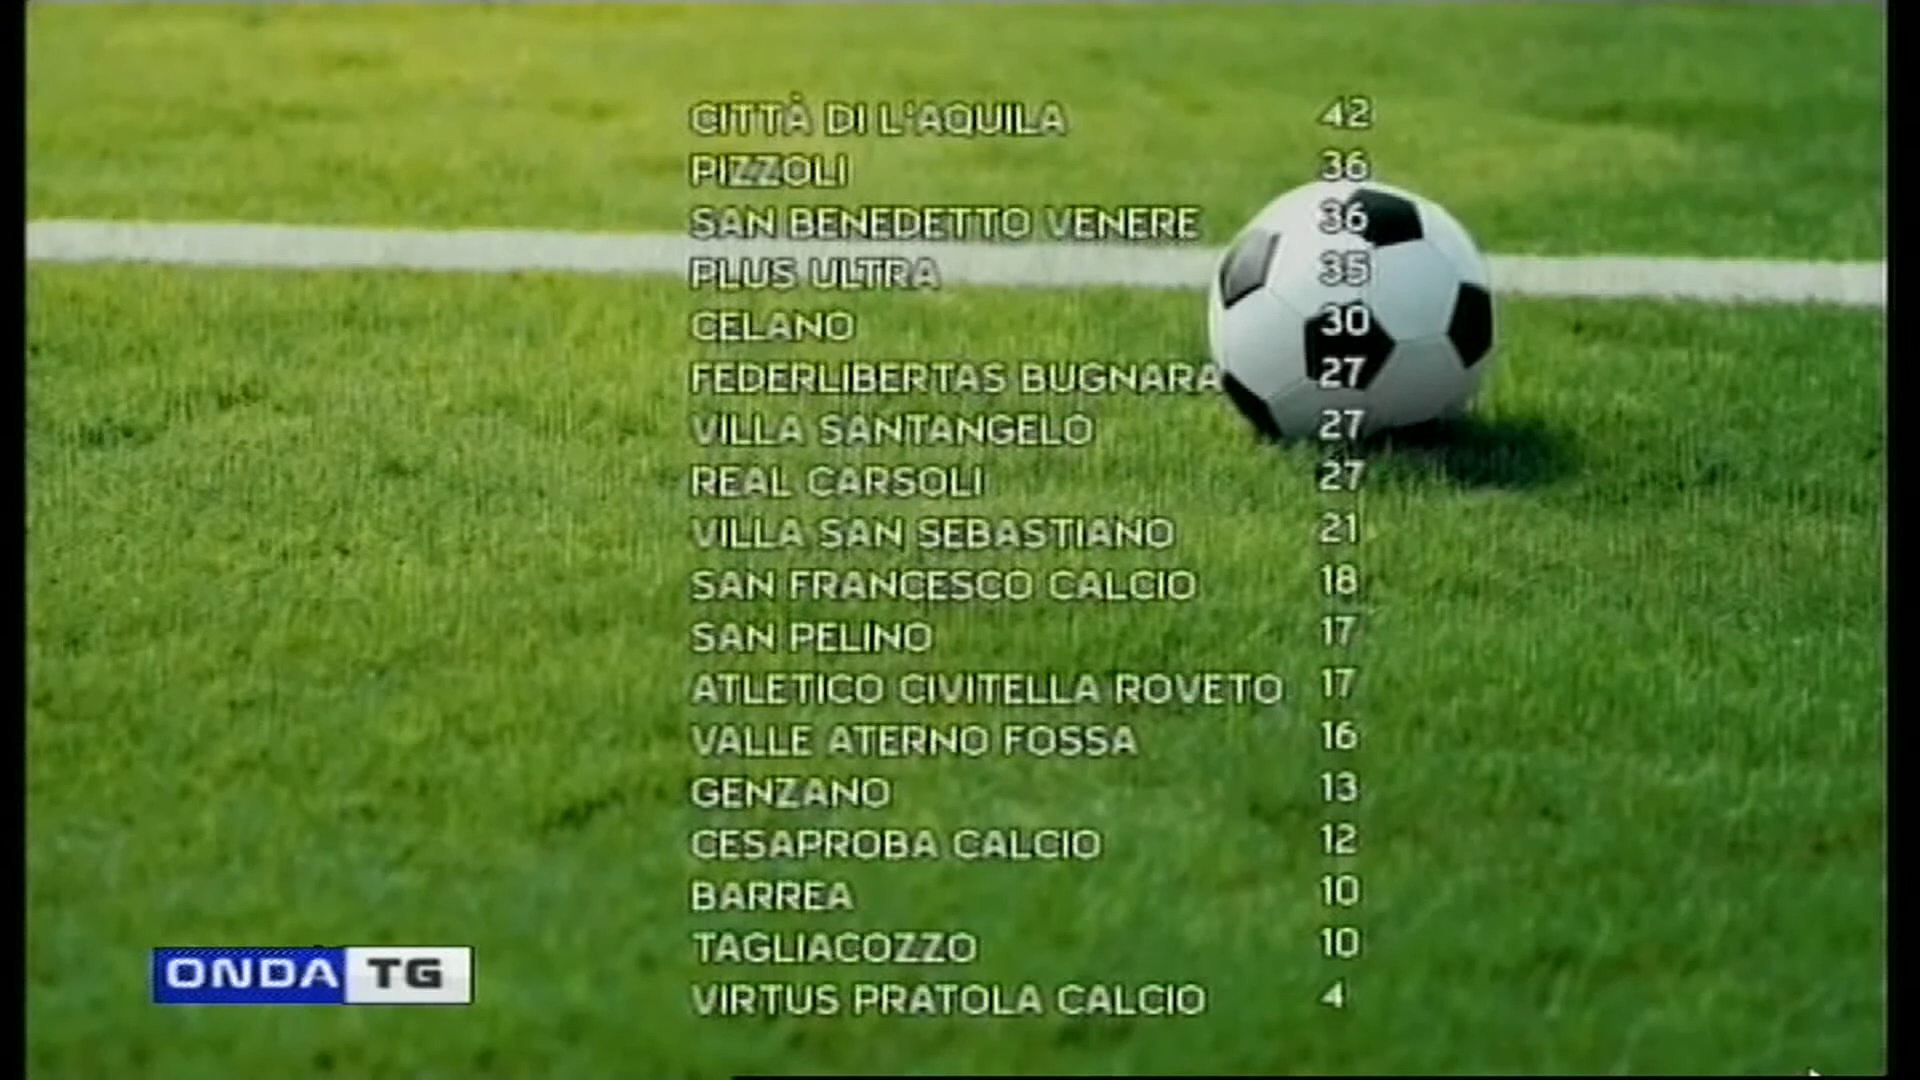 CITTÀ DI L'AQUILA 42
PIZZOLI 36
SAN BENEDETTO VENERE 36
PLUS ULTRA 35
CELANO 30
FEDERLIBERTAS BUGNARA 27
VILLA SANTANGELO 27
REAL CARSOLI 27
VILLA SAN SEBASTIANO 21
SAN FRANCESCO CALCIO 18
SAN PELINO 17
ATLETICO CIVITELLA ROVETO 17
VALLE ATERNO FOSSA 16
GENZANO 13
CESAPROBA CALCIO 12
BARREA 10
TAGLIACOZZO 10
VIRTUS PRATOLA CALCIO 4
ONDA TG